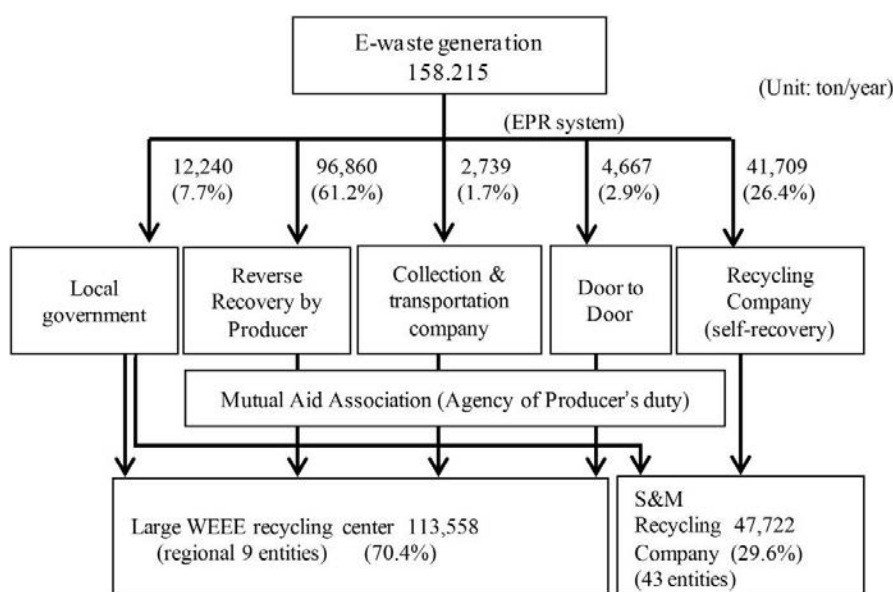 E-waste generation
158.215
(Unit: ton/year)
(EPR system)
12,240
(7.7%)
96,860
(61.2%)
2,739
(1.7%)
4,667
(2.9%)
41,709
(26.4%)
Local
government
Reverse
Recovery by
Producer
Collection &
transportation
company
Door to
Door
Recycling
Company
(self-recovery)
Mutual Aid Association (Agency of Producer's duty)
Large WEEE recycling center 113,558
(regional 9 entities) (70.4%)
S&M
Recycling 47,722
Company (29.6%)
(43 entities)